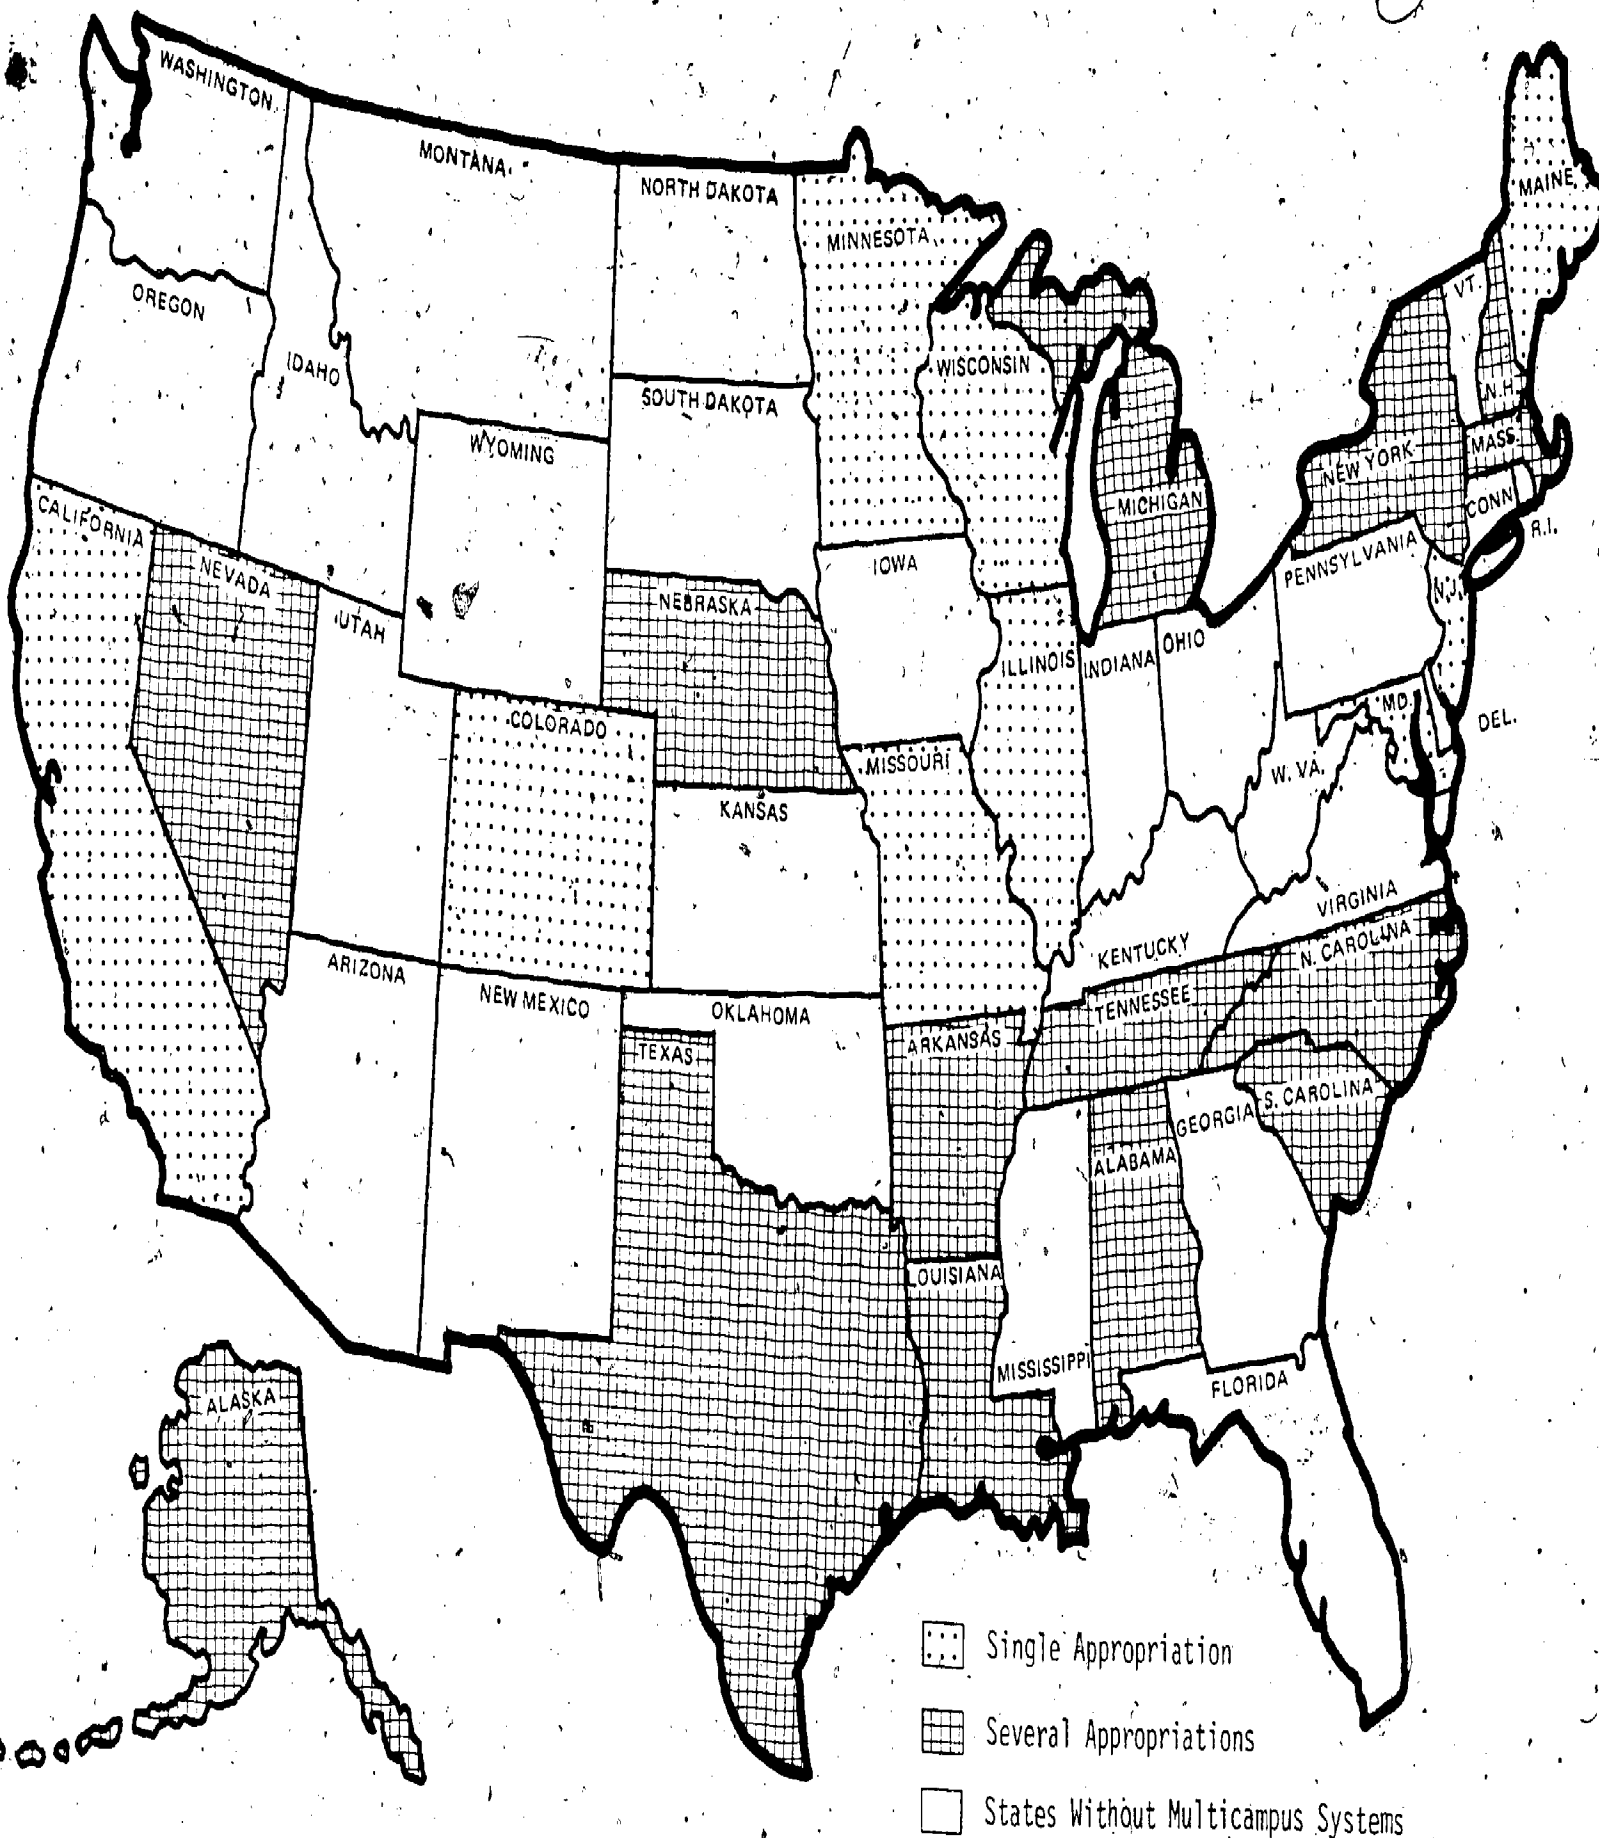 WASHINGTON
MONTANA
NORTH DAKOTA
MINNESOTA
MAINE
OREGON
IDAHO
WISCONSIN
VT.
N.H.
SOUTH DAKOTA
WYOMING
MASS.
NEW YORK
MICHIGAN
CONN
R.I.
CALIFORNIA
NEVADA
IOWA
PENNSYLVANIA
N.J.
NEBRASKA
UTAH
ILLINOIS
INDIANA
OHIO
MD.
DEL.
COLORADO
MISSOURI
W. VA.
KANSAS
VIRGINIA
KENTUCKY
N. CAROLINA
ARIZONA
NEW MEXICO
OKLAHOMA
TENNESSEE
ARKANSAS
TEXAS
S. CAROLINA
GEORGIA
ALABAMA
LOUISIANA
MISSISSIPPI
FLORIDA
ALASKA
Single Appropriation
Several Appropriations
States Without Multicampus Systems